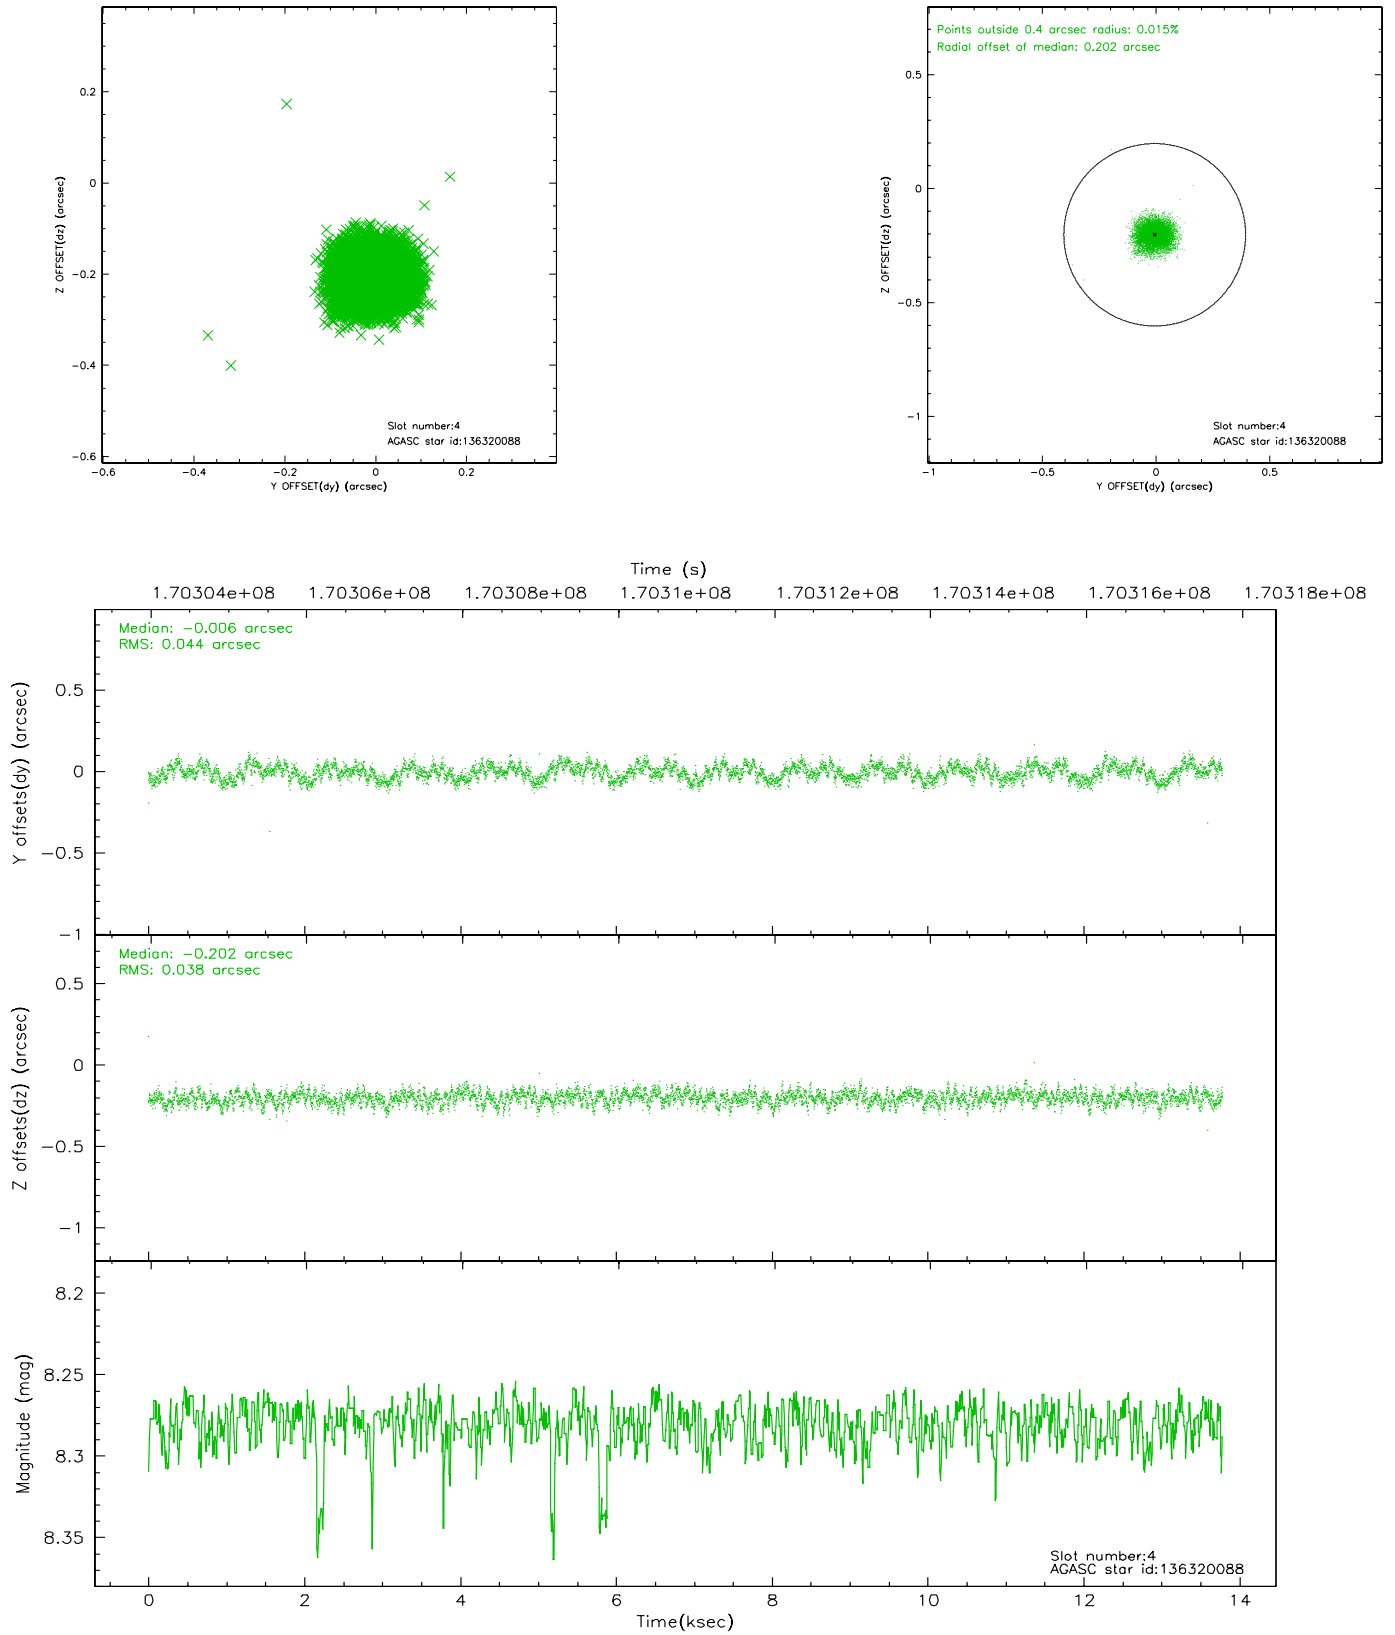 0.2
0
-0.2
-0.4
-0.6
Z OFFSET(dz) (arcsec)
Slot number:4
AGASC star id:136320088
-0.6 -0.4 -0.2 0 0.2
Y OFFSET(dy) (arcsec)
Points outside 0.4 arcsec radius: 0.015%
Radial offset of median: 0.202 arcsec
0.5
0
-0.5
-1
Z OFFSET(dz) (arcsec)
Slot number:4
AGASC star id:136320088
-1 -0.5 0 0.5
Y OFFSET(dy) (arcsec)
Time (s)
1.70304e+08 1.70306e+08 1.70308e+08 1.7031e+08 1.70312e+08 1.70314e+08 1.70316e+08 1.70318e+08
Median: -0.006 arcsec
RMS: 0.044 arcsec
0.5
0
-0.5
-1
Y offsets(dy) (arcsec)
Median: -0.202 arcsec
RMS: 0.038 arcsec
0.5
0
-0.5
-1
Z offsets(dz) (arcsec)
8.2
8.25
8.3
8.35
Magnitude (mag)
Slot number:4
AGASC star id:136320088
0 2 4 6 8 10 12 14
Time(ksec)